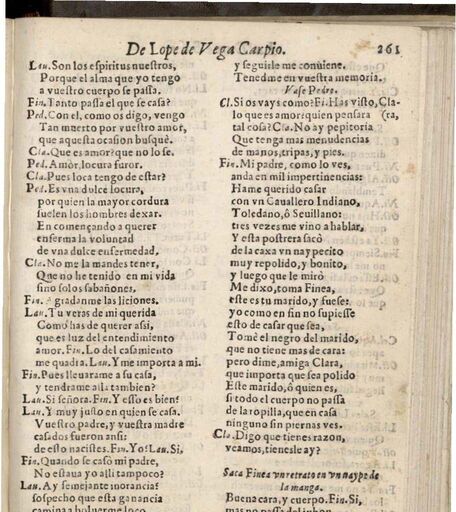 De Lope de Vega Carpio. 261
Lau. Son los espiritus nuestros,
Porque el alma que yo tengo
a vuestro cuerpo se passa.
Fin. Tanto passa el que se casa?
Ped. Con el, como os digo, vengo
Tan muerto por vuestro amor,
que aquesta ocasion busquè.
Cla. Que es amor? que no lo se.
Ped. Amor, locura, furor.
Cla. Pues loca tengo de estar?
Ped. Es vna dulce locura,
por quien la mayor cordura
suelen los hombres dexar.
En començando a querer
enferma la voluntad
de vna dulce enfermedad,
Cla. No me la mandes tener,
Que no he tenido en mi vida
sino solos sabañones.
Fin. Agradanme las liciones.
Lau. Tu veras de mi querida
Como has de querer aqui,
que es luz del entendimiento
amor. Fin. Lo del casamiento
me quadra. Lau. Y me importa a mi.
Fin. Pues lleuarame a su casa,
y tendrame alla tambien?
Lau. Si señora. Fin. Y esso es bien?
Lau. Y muy justo en quien se casa.
Vuestro padre, y vuestra madre
casados fueron ansi:
de esto nacistes. Fin. Yo? Lau. Si,
Fin. Quando se casò mi padre,
No estaua yo alli tampoco?
Lau. Ay semejante inorancia?
sospecho que esta ganancia
camina a boluerme loco.
y seguirle me conuiene.
Tenedme en vuestra memoria.
Vase Pedro.
Cl. Si os vays como? Fi. Has visto, Cla-
lo que es amor? quien pensara (ra,
tal cosa? Cla. No ay pepitoria
Que tenga mas menudencias
de manos, tripas, y pies.
Fin. Mi padre, como lo ves,
anda en mil impertinencias:
Hame querido casar
con vn Cauallero Indiano,
Toledano, ô Seuillano:
tres vezes me vino a hablar,
Y esta postrera sacò
de la caxa vn naypecito
muy repolido, y bonito,
y luego que le mirò
Me dixo, toma Finea,
este es tu marido, y fuese:
yo como en fin no supiesse
esto de casar que sea,
Tomè el negro del marido,
que no tiene mas de cara:
pero dime, amiga Clara,
que importa que sea polido
Este marido, ô quien es,
si todo el cuerpo no passa
de la ropilla, que en casa
ninguno sin piernas ves.
Cla. Digo que tienes razon,
veamos, tienesle ay?
Saca Finea vn retrato en vn naype de
la manga.
Buena cara, y cuerpo. Fin. Si,
mas no passa del jubon.